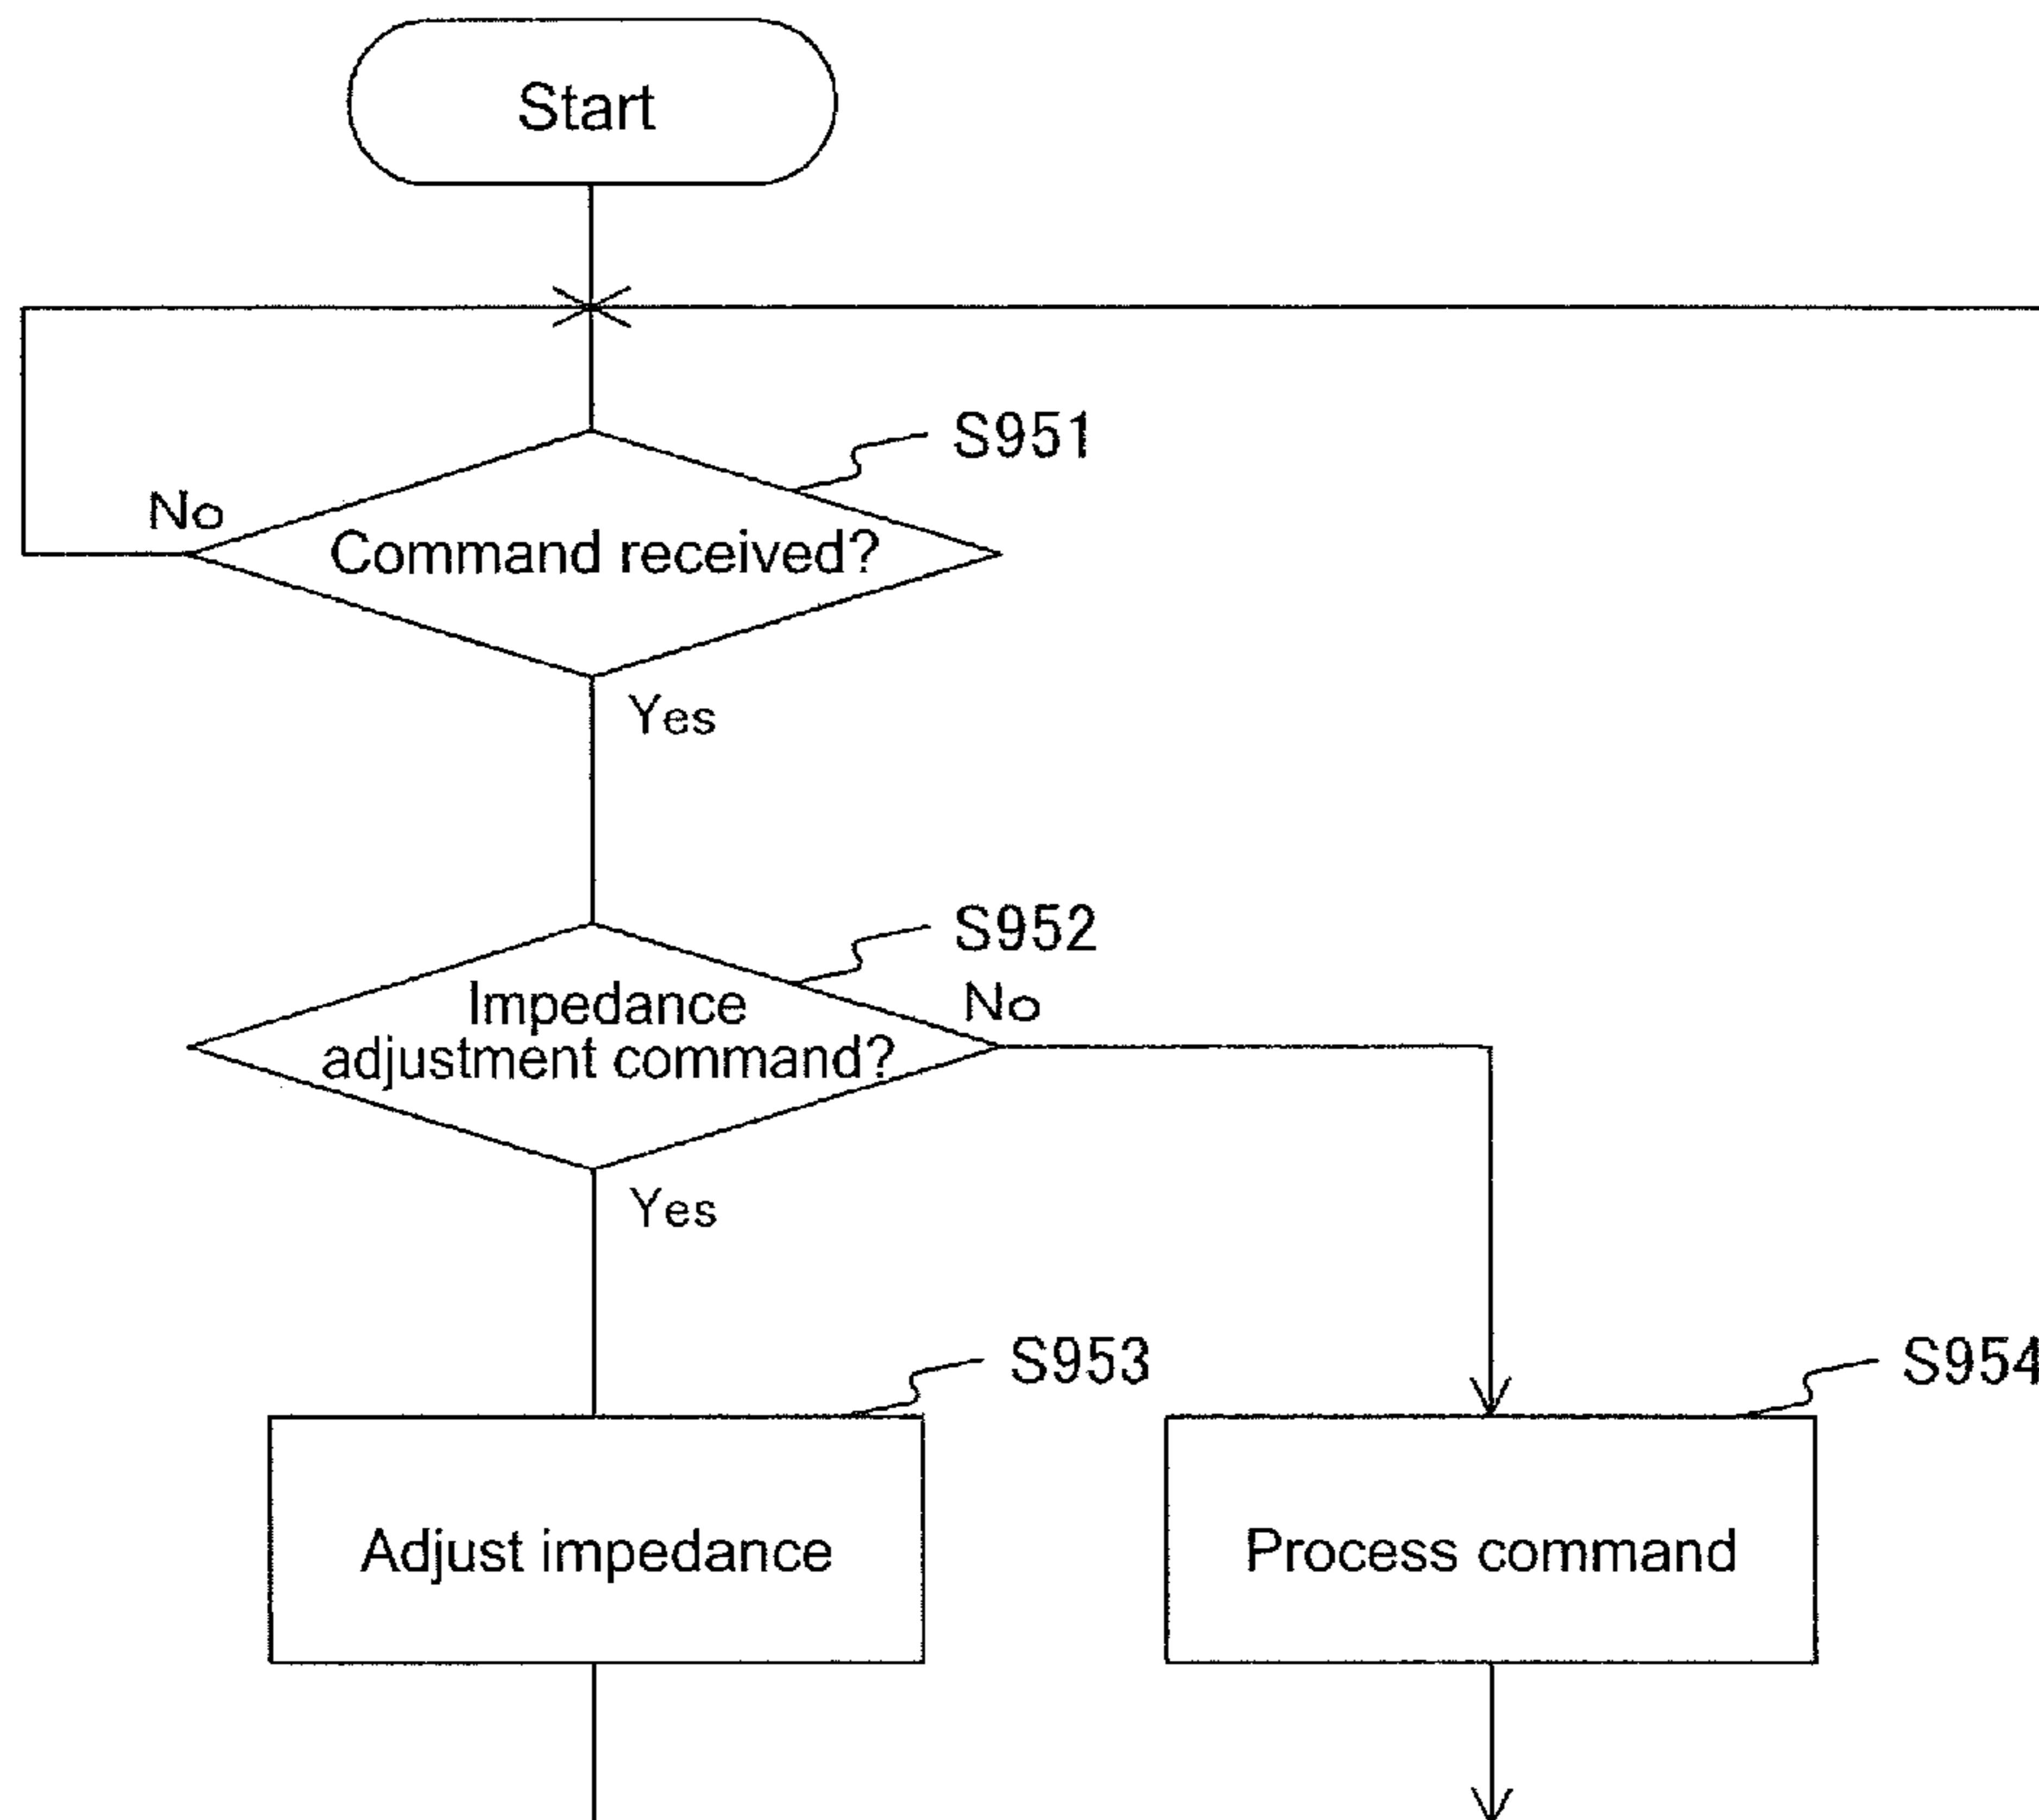 Start
S951
No
Command received?
Yes
S952
Impedance
No
adjustment command?
Yes
S953
S954
Adjust impedance
Process command